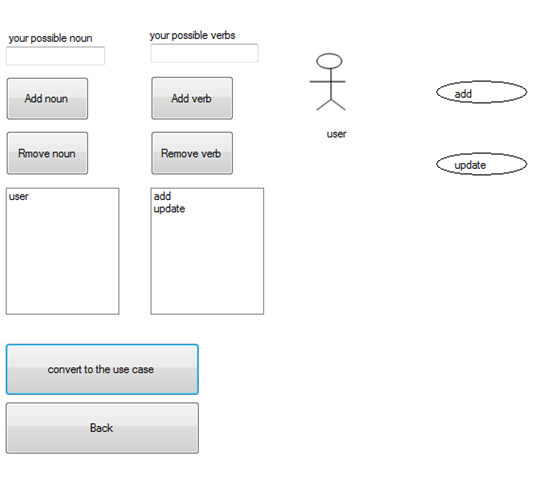 your possible noun
your possible verbs
Add noun
Add verb
Rmove noun
Remove verb
user
add
update
convert to the use case
Back
user
add
update